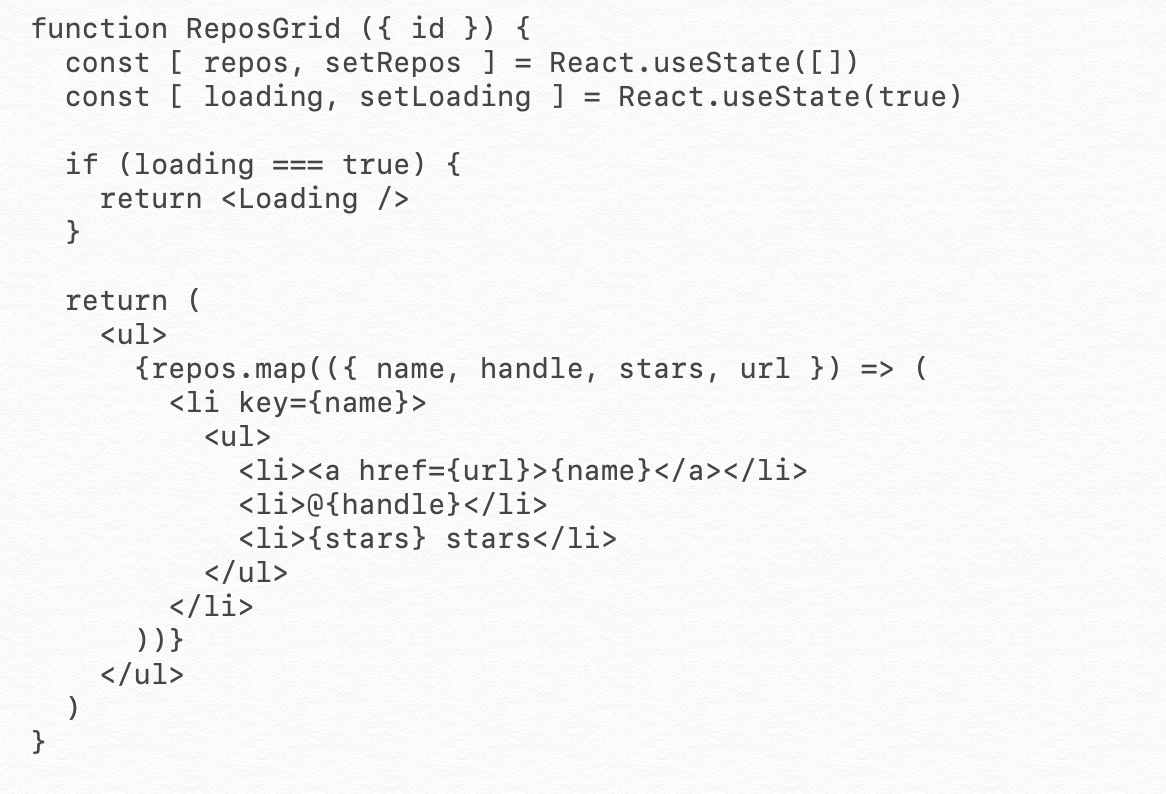 function ReposGrid ({ id }) {
  const [ repos, setRepos ] = React.useState([])
  const [ loading, setLoading ] = React.useState(true)

  if (loading === true) {
    return <Loading />
  }

  return (
    <ul>
      {repos.map(({ name, handle, stars, url }) => (
        <li key={name}>
          <ul>
            <li><a href={url}>{name}</a></li>
            <li>@{handle}</li>
            <li>{stars} stars</li>
          </ul>
        </li>
      ))}
    </ul>
  )
}